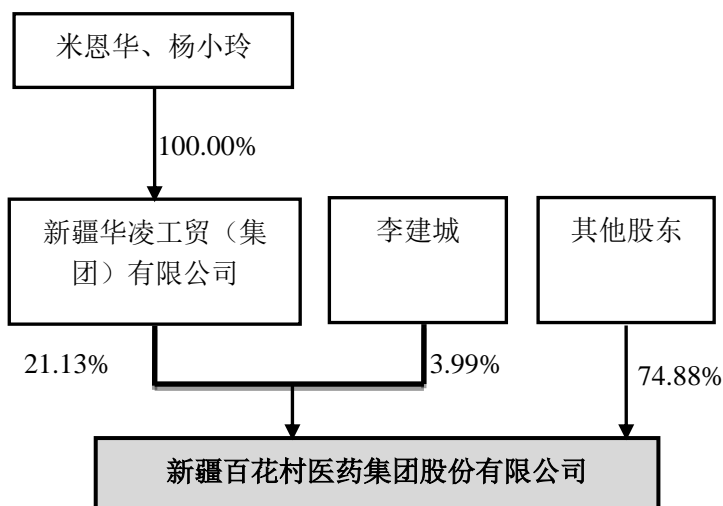 米恩华、杨小玲
100.00%
新疆华凌工贸（集
团）有限公司
李建城
其他股东
21.13%
3.99%
74.88%
新疆百花村医药集团股份有限公司